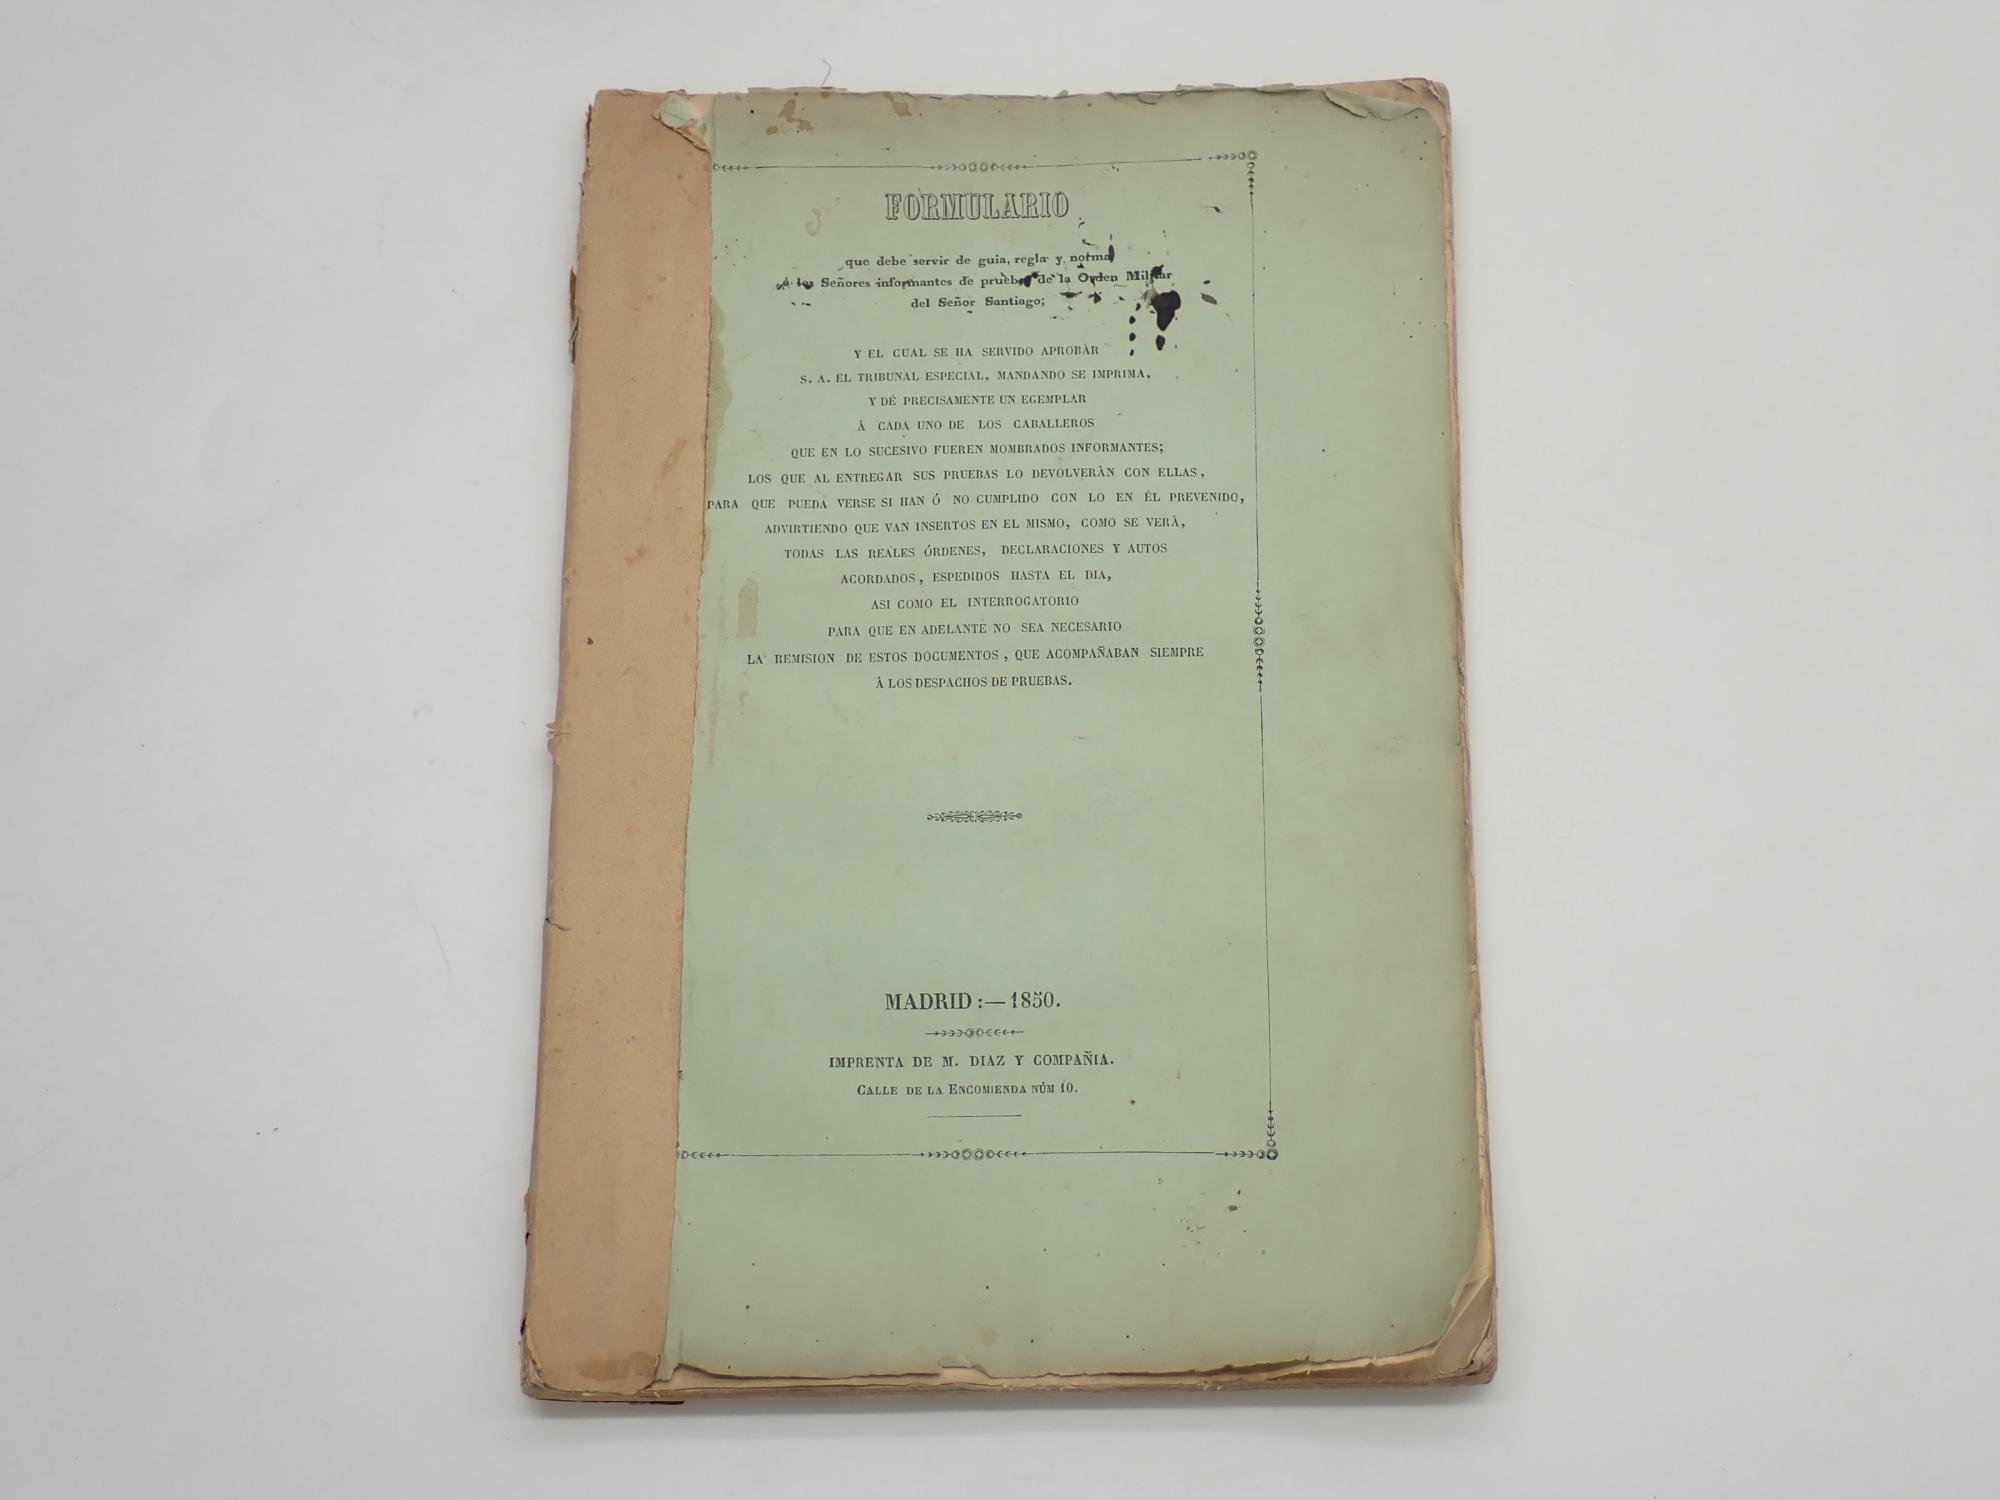 FORMULARIO
que debe servir de guia, regla y norma
á los Señores informantes de pruebas de la Orden Militar
del Señor Santiago;
Y EL CUAL SE HA SERVIDO APROBAR
S. A. EL TRIBUNAL ESPECIAL, MANDANDO SE IMPRIMA,
Y DÉ PRECISAMENTE UN EGEMPLAR
Á CADA UNO DE LOS CABALLEROS
QUE EN LO SUCESIVO FUEREN MOMBRADOS INFORMANTES;
LOS QUE AL ENTREGAR SUS PRUEBAS LO DEVOLVERÁN CON ELLAS,
PARA QUE PUEDA VERSE SI HAN Ó NO CUMPLIDO CON LO EN ÉL PREVENIDO,
ADVIRTIENDO QUE VAN INSERTOS EN EL MISMO, COMO SE VERÁ,
TODAS LAS REALES ÓRDENES, DECLARACIONES Y AUTOS
ACORDADOS, ESPEDIDOS HASTA EL DIA,
ASI COMO EL INTERROGATORIO
PARA QUE EN ADELANTE NO SEA NECESARIO
LA REMISION DE ESTOS DOCUMENTOS, QUE ACOMPAÑABAN SIEMPRE
Á LOS DESPACHOS DE PRUEBAS.
MADRID:—1850.
IMPRENTA DE M. DIAZ Y COMPAÑIA.
CALLE DE LA ENCOMIENDA NÚM 10.